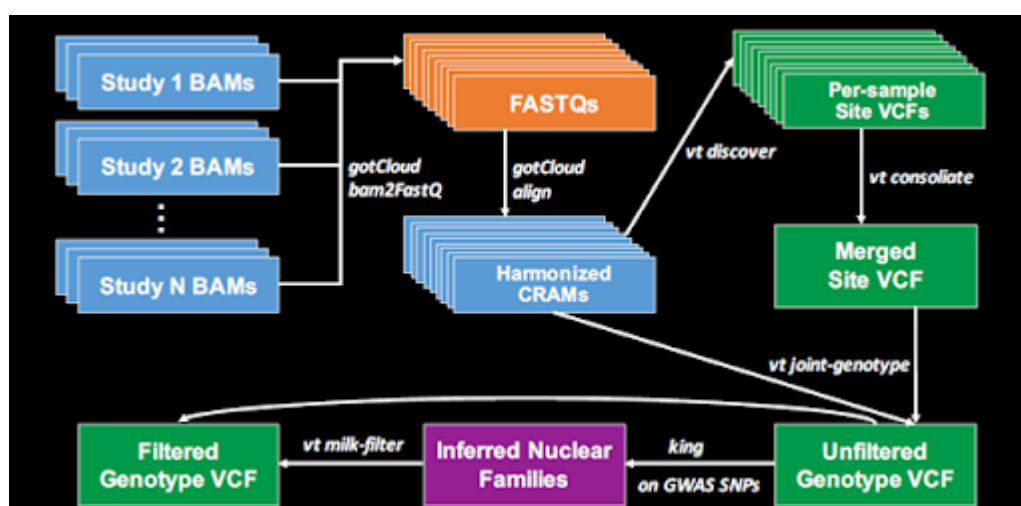 Study 1 BAMs
Study 2 BAMs
Study N BAMs
gotCloud
bam2FastQ
FASTQs
gotCloud
align
Harmonized
CRAMs
vt discover
Per-sample
Site VCFs
vt consoliate
Merged
Site VCF
vt joint-genotype
Unfiltered
Genotype VCF
king
on GWAS SNPs
Inferred Nuclear
Families
vt milk-filter
Filtered
Genotype VCF